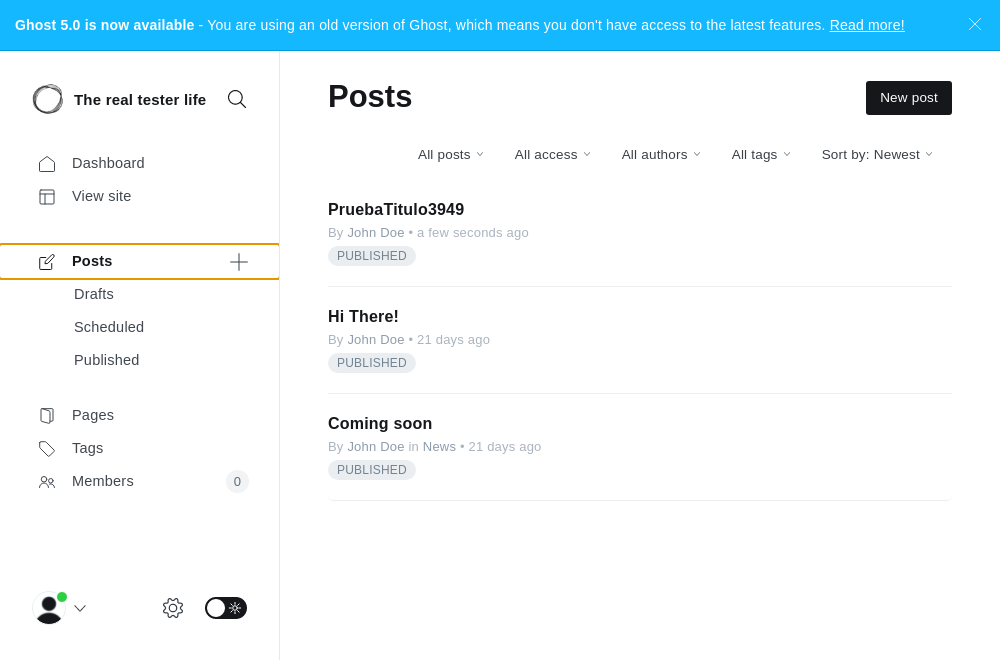 Ghost 5.0 is now available - You are using an old version of Ghost, which means you don't have access to the latest features. Read more!
The real tester life
Dashboard
View site
Posts
Drafts
Scheduled
Published
Pages
Tags
Members 0
Posts
New post
All posts All access All authors All tags Sort by: Newest
PruebaTitulo3949
By John Doe • a few seconds ago
PUBLISHED
Hi There!
By John Doe • 21 days ago
PUBLISHED
Coming soon
By John Doe in News • 21 days ago
PUBLISHED